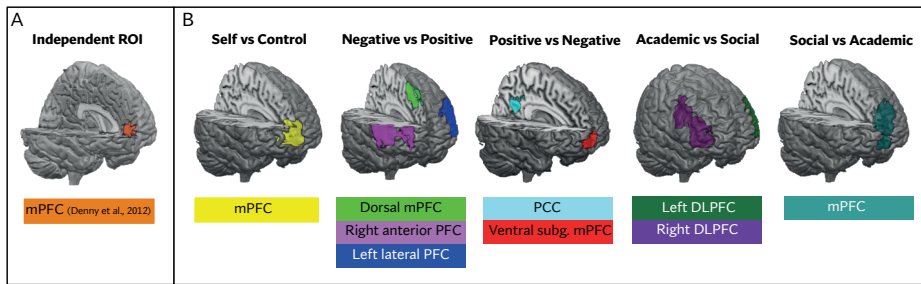 A
Independent ROI
mPFC (Denny et al., 2012)
B
Self vs Control
Negative vs Positive
Positive vs Negative
Academic vs Social
Social vs Academic
mPFC
Dorsal mPFC
Right anterior PFC
Left lateral PFC
PCC
Ventral subg. mPFC
Left DLPFC
Right DLPFC
mPFC